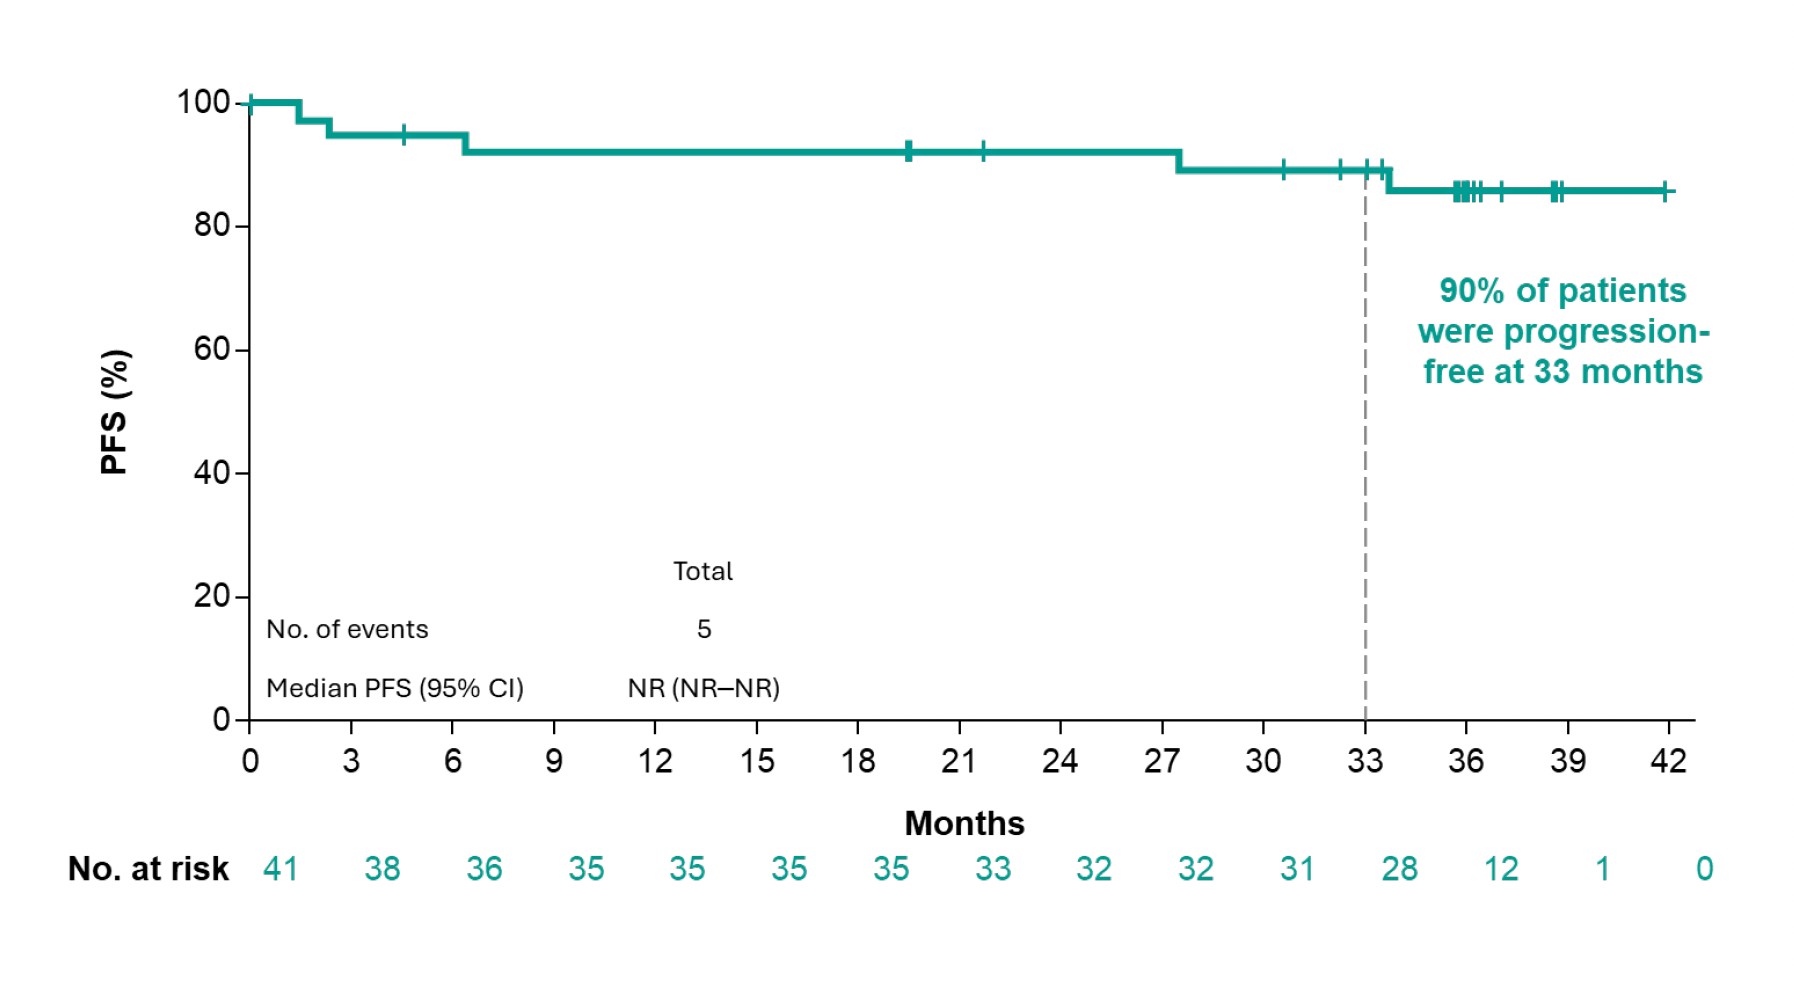 100
80
60
40
20
0
PFS (%)
90% of patients
were progression-
free at 33 months
Total
No. of events 5
Median PFS (95% CI) NR (NR–NR)
0 3 6 9 12 15 18 21 24 27 30 33 36 39 42
Months
No. at risk 41 38 36 35 35 35 35 33 32 32 31 28 12 1 0